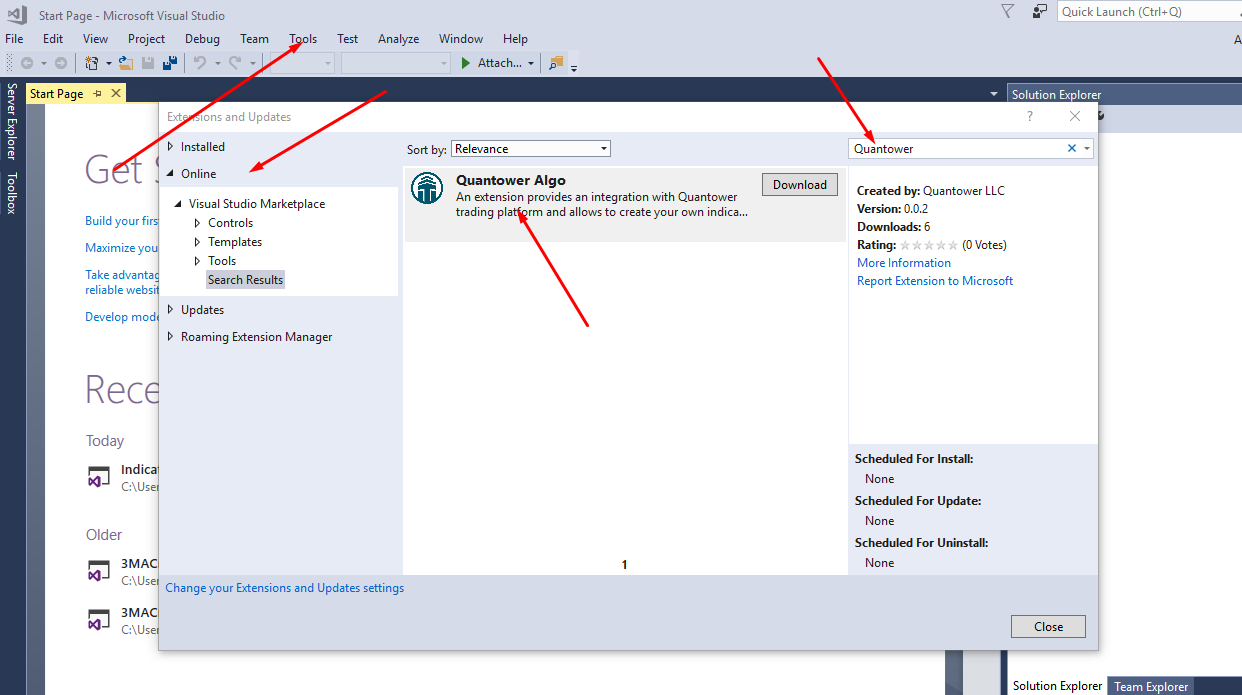 Start Page - Microsoft Visual Studio
Quick Launch (Ctrl+Q)
File Edit View Project Debug Team Tools Test Analyze Window Help
Attach...
Server Explorer
Toolbox
Start Page
Solution Explorer
Get
Build your firs
Maximize you
Take advantag
reliable websit
Develop mode
Rece
Today
Indicat
C:\User
Older
3MAC
C:\User
3MAC
C:\User
Extensions and Updates
?
Installed
Online
Visual Studio Marketplace
Controls
Templates
Tools
Search Results
Updates
Roaming Extension Manager
Sort by: Relevance
Quantower Algo
An extension provides an integration with Quantower
trading platform and allows to create your own indica...
Download
1
Quantower
Created by: Quantower LLC
Version: 0.0.2
Downloads: 6
Rating: (0 Votes)
More Information
Report Extension to Microsoft
Scheduled For Install:
None
Scheduled For Update:
None
Scheduled For Uninstall:
None
Change your Extensions and Updates settings
Close
Solution Explorer Team Explorer